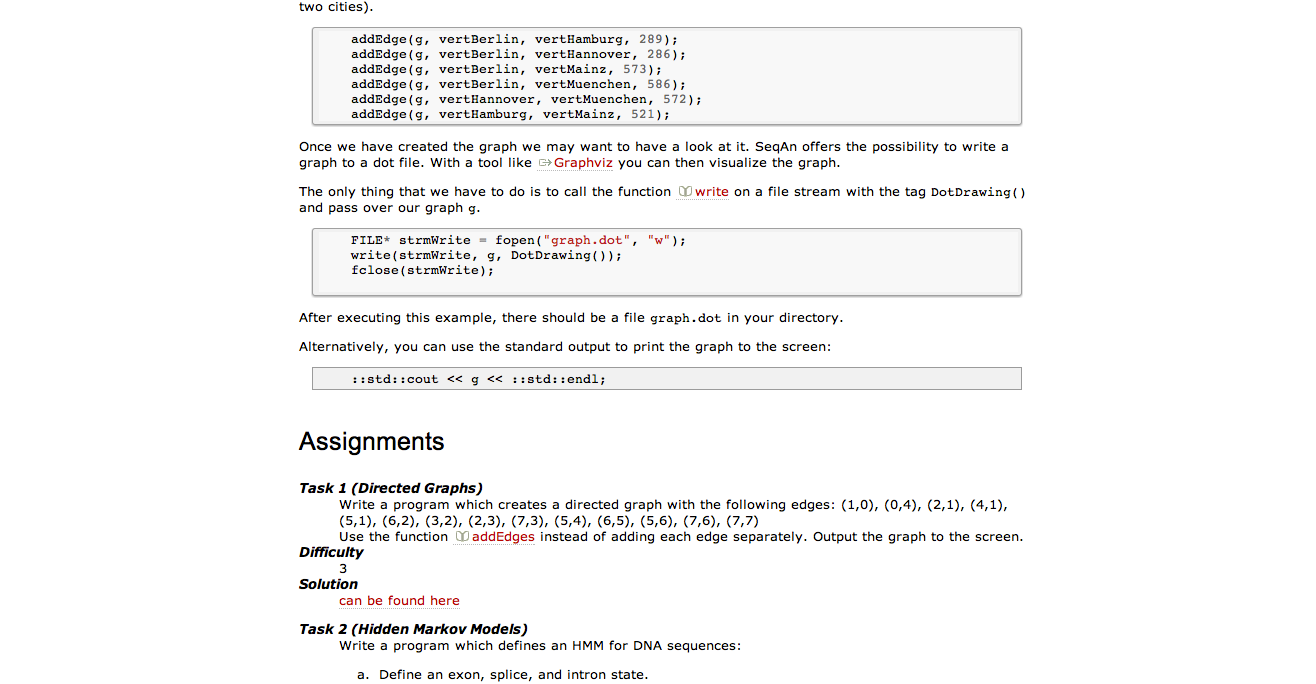 two cities).
addEdge(g, vertBerlin, vertHamburg, 289);
addEdge(g, vertBerlin, vertHannover, 286);
addEdge(g, vertBerlin, vertMainz, 573);
addEdge(g, vertBerlin, vertMuenchen, 586);
addEdge(g, vertHannover, vertMuenchen, 572);
addEdge(g, vertHamburg, vertMainz, 521);
Once we have created the graph we may want to have a look at it. SeqAn offers the possibility to write a
graph to a dot file. With a tool like Graphviz you can then visualize the graph.
The only thing that we have to do is to call the function write on a file stream with the tag DotDrawing()
and pass over our graph g.
FILE* strmWrite = fopen("graph.dot", "w");
write(strmWrite, g, DotDrawing());
fclose(strmWrite);
After executing this example, there should be a file graph.dot in your directory.
Alternatively, you can use the standard output to print the graph to the screen:
::std::cout << g << ::std::endl;
Assignments
Task 1 (Directed Graphs)
Write a program which creates a directed graph with the following edges: (1,0), (0,4), (2,1), (4,1),
(5,1), (6,2), (3,2), (2,3), (7,3), (5,4), (6,5), (5,6), (7,6), (7,7)
Use the function addEdges instead of adding each edge separately. Output the graph to the screen.
Difficulty
3
Solution
can be found here
Task 2 (Hidden Markov Models)
Write a program which defines an HMM for DNA sequences:
a. Define an exon, splice, and intron state.